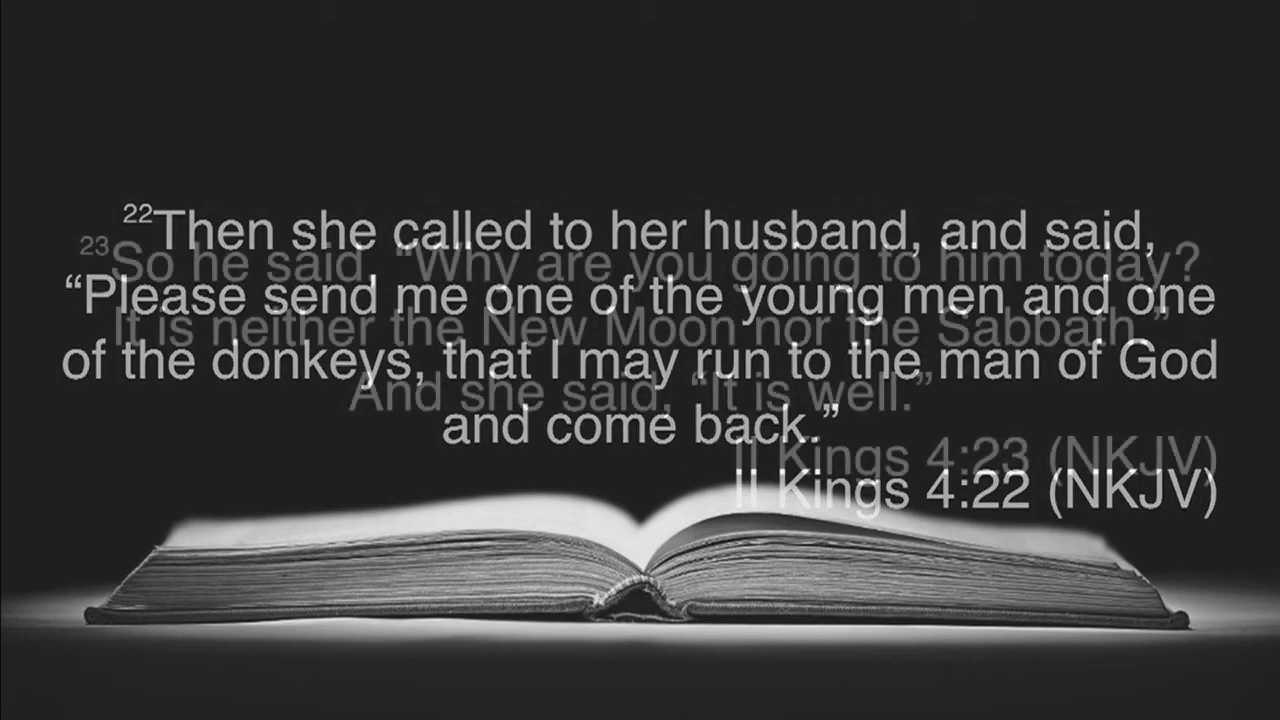 22Then she called to her husband, and said,
“Please send me one of the young men and one
of the donkeys, that I may run to the man of God
and come back.”
II Kings 4:22 (NKJV)
23So he said, “Why are you going to him today?
It is neither the New Moon nor the Sabbath.”
And she said, “It is well.”
II Kings 4:23 (NKJV)